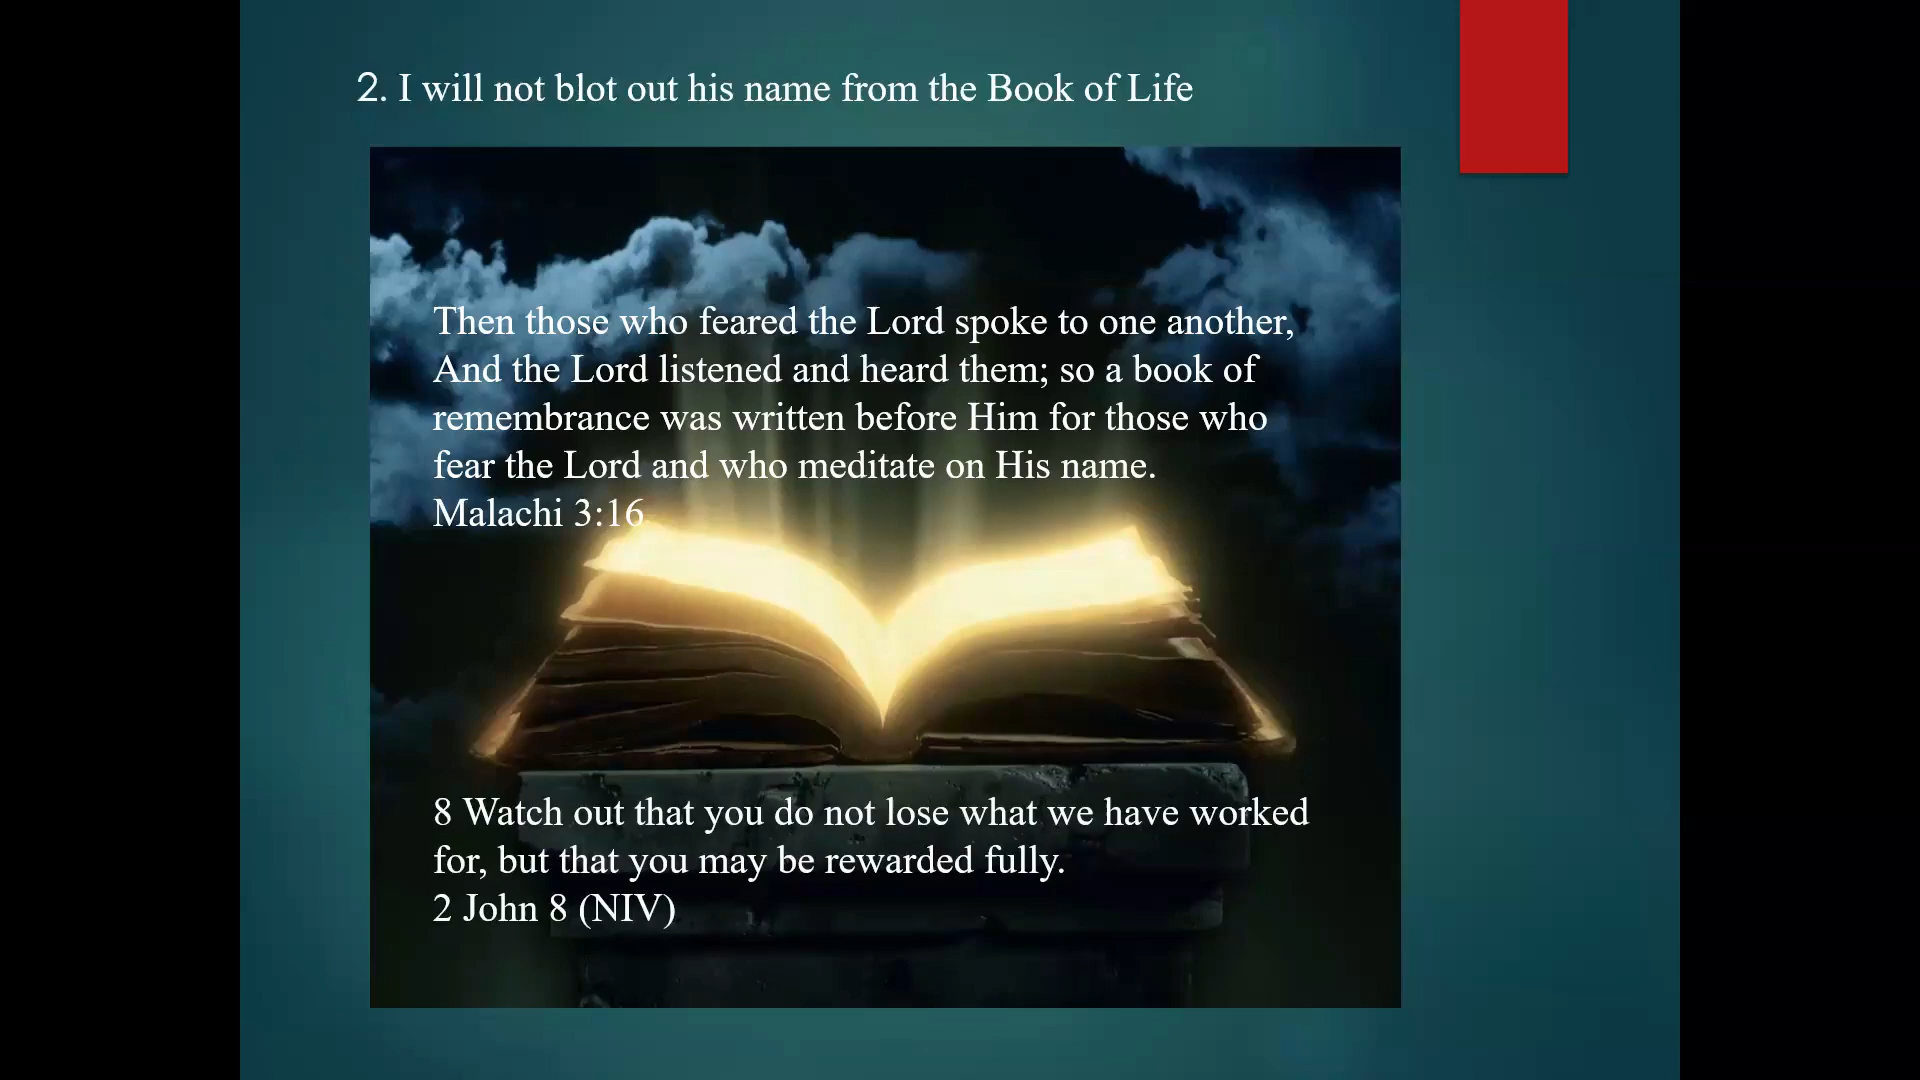 2. I will not blot out his name from the Book of Life
Then those who feared the Lord spoke to one another,
And the Lord listened and heard them; so a book of
remembrance was written before Him for those who
fear the Lord and who meditate on His name.
Malachi 3:16
8 Watch out that you do not lose what we have worked
for, but that you may be rewarded fully.
2 John 8 (NIV)